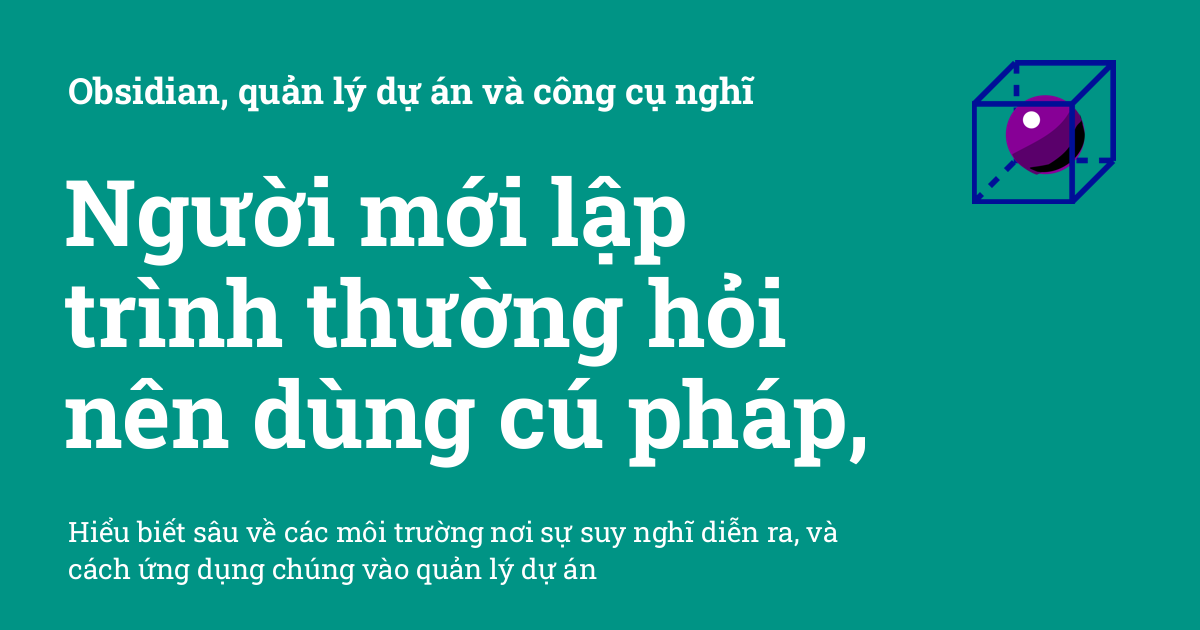 Obsidian, quản lý dự án và công cụ nghĩ
Người mới lập
trình thường hỏi
nên dùng cú pháp,
Hiểu biết sâu về các môi trường nơi sự suy nghĩ diễn ra, và
cách ứng dụng chúng vào quản lý dự án